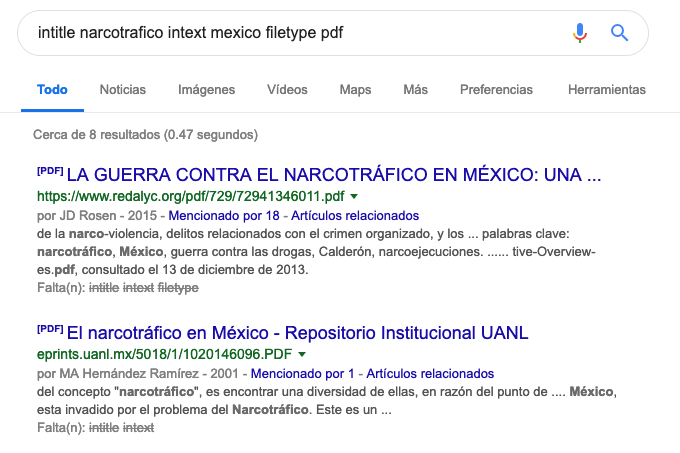 intitle narcotrafico intext mexico filetype pdf
Todo Noticias Imágenes Vídeos Maps Más Preferencias Herramientas
Cerca de 8 resultados (0.47 segundos)
[PDF] LA GUERRA CONTRA EL NARCOTRÁFICO EN MÉXICO: UNA ...
https://www.redalyc.org/pdf/729/72941346011.pdf
por JD Rosen - 2015 - Mencionado por 18 - Artículos relacionados
de la narco-violencia, delitos relacionados con el crimen organizado, y los ... palabras clave:
narcotráfico, México, guerra contra las drogas, Calderón, narcoejecuciones. ...... tive-Overview-
es.pdf, consultado el 13 de diciembre de 2013.
Falta(n): intitle intext filetype
[PDF] El narcotráfico en México - Repositorio Institucional UANL
eprints.uanl.mx/5018/1/1020146096.PDF
por MA Hernández Ramírez - 2001 - Mencionado por 1 - Artículos relacionados
del concepto "narcotráfico", es encontrar una diversidad de ellas, en razón del punto de .... México,
esta invadido por el problema del Narcotráfico. Este es un ...
Falta(n): intitle intext